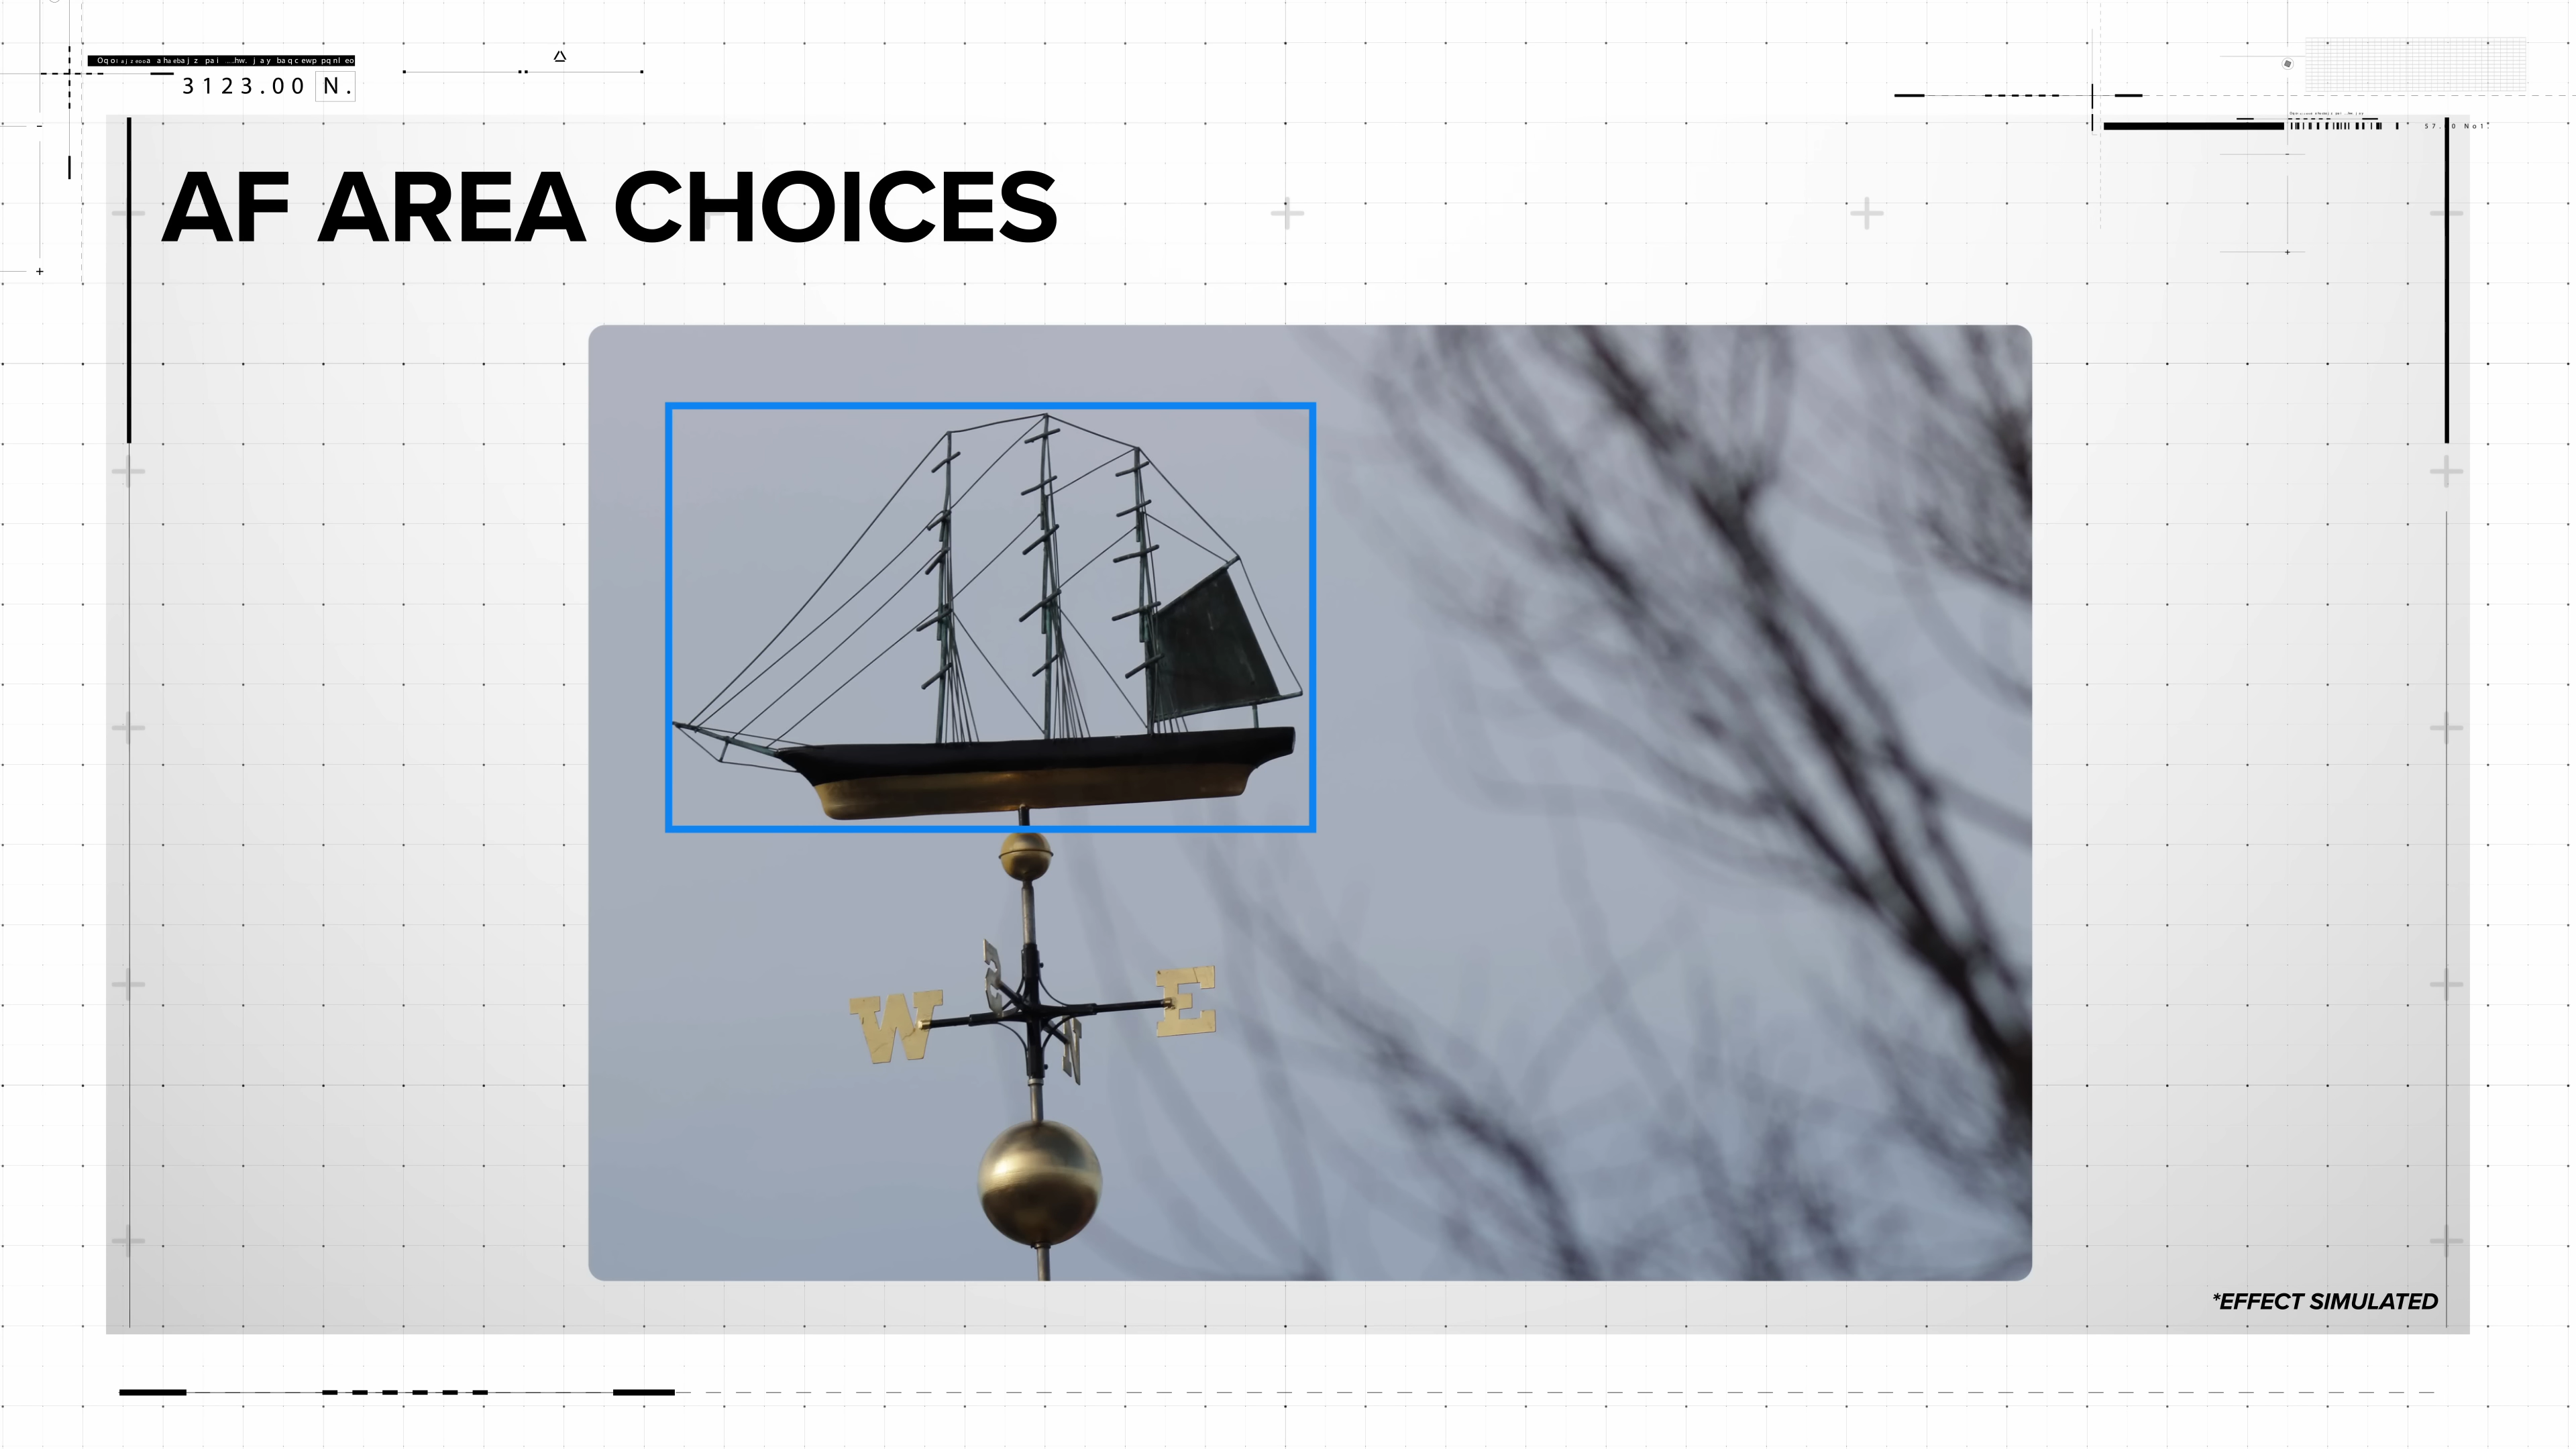 3123.00 N.
AF AREA CHOICES
S
W
E
N
*EFFECT SIMULATED